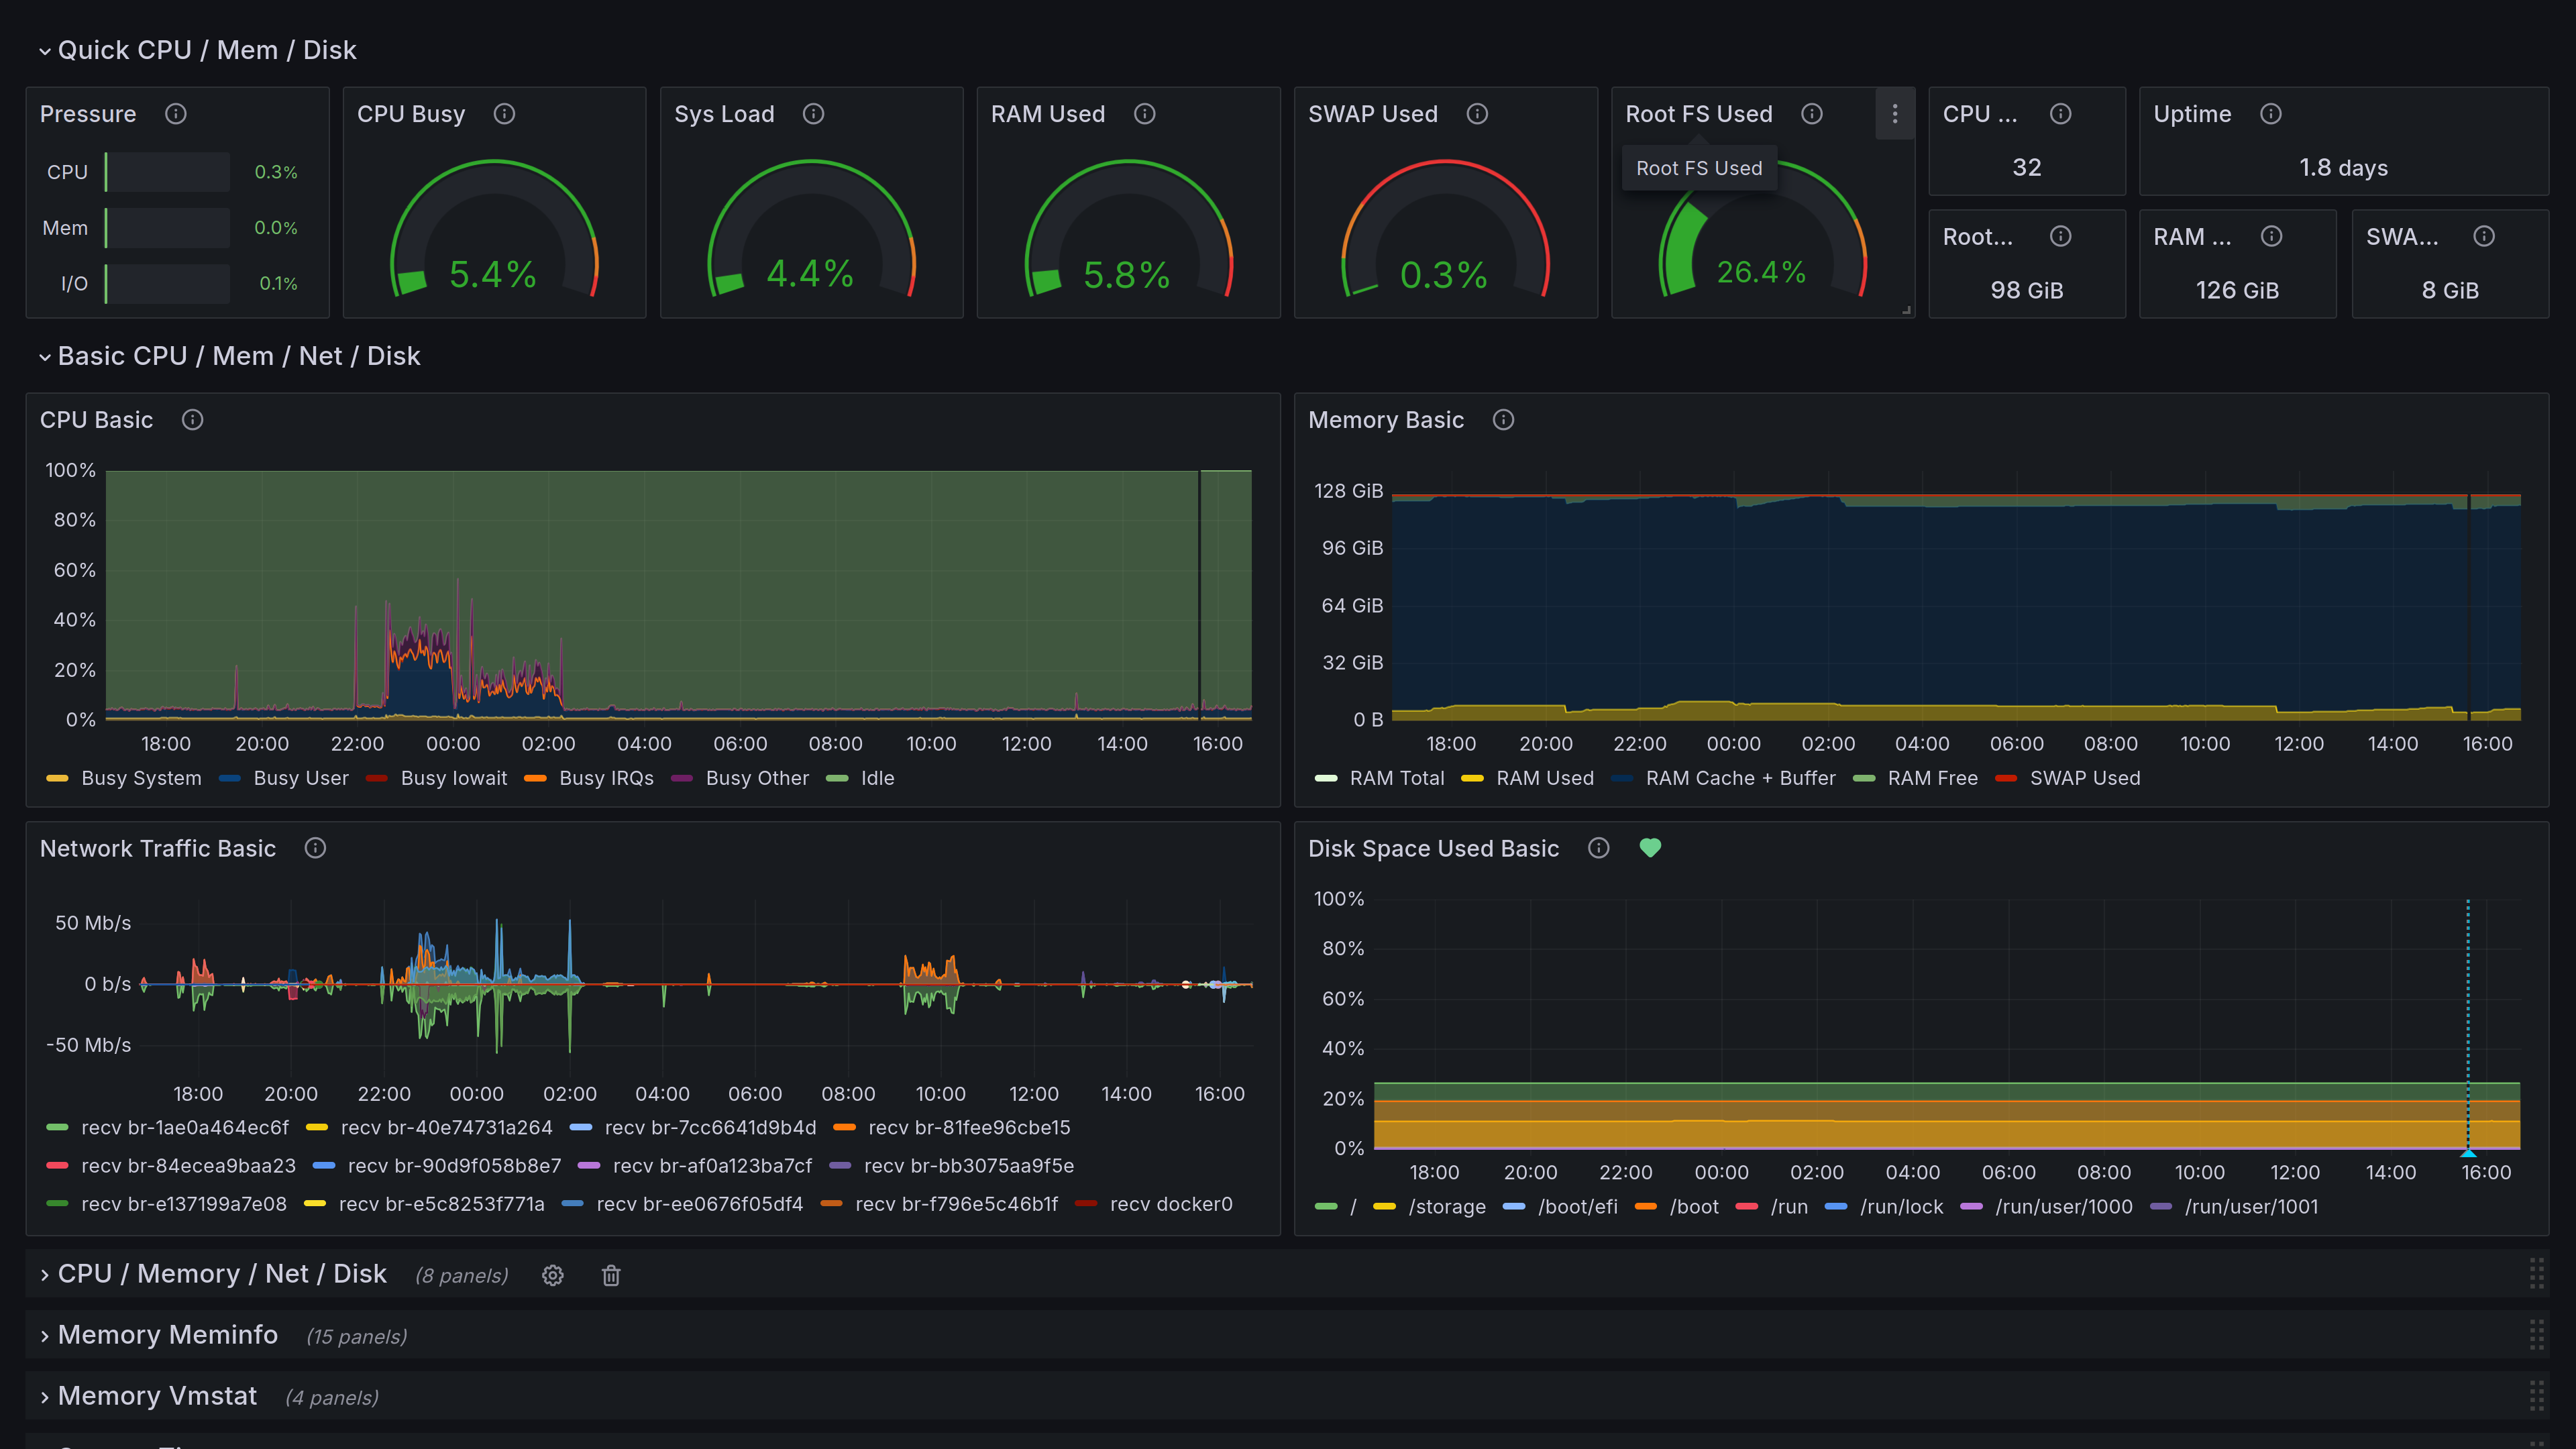 Quick CPU / Mem / Disk
Pressure
CPU Busy
Sys Load
RAM Used
SWAP Used
Root FS Used
CPU ...
Uptime
CPU
0.3%
Mem
0.0%
I/O
0.1%
5.4%
4.4%
5.8%
0.3%
Root FS Used
26.4%
32
1.8 days
Root...
RAM ...
SWA...
98 GiB
126 GiB
8 GiB
Basic CPU / Mem / Net / Disk
CPU Basic
100%
80%
60%
40%
20%
0%
18:00 20:00 22:00 00:00 02:00 04:00 06:00 08:00 10:00 12:00 14:00 16:00
Busy System Busy User Busy Iowait Busy IRQs Busy Other Idle
Memory Basic
128 GiB
96 GiB
64 GiB
32 GiB
0 B
18:00 20:00 22:00 00:00 02:00 04:00 06:00 08:00 10:00 12:00 14:00 16:00
RAM Total RAM Used RAM Cache + Buffer RAM Free SWAP Used
Network Traffic Basic
50 Mb/s
0 b/s
-50 Mb/s
18:00 20:00 22:00 00:00 02:00 04:00 06:00 08:00 10:00 12:00 14:00 16:00
recv br-1ae0a464ec6f recv br-40e74731a264 recv br-7cc6641d9b4d recv br-81fee96cbe15
recv br-84ecea9baa23 recv br-90d9f058b8e7 recv br-af0a123ba7cf recv br-bb3075aa9f5e
recv br-e137199a7e08 recv br-e5c8253f771a recv br-ee0676f05df4 recv br-f796e5c46b1f recv docker0
Disk Space Used Basic
100%
80%
60%
40%
20%
0%
18:00 20:00 22:00 00:00 02:00 04:00 06:00 08:00 10:00 12:00 14:00 16:00
/ /storage /boot/efi /boot /run /run/lock /run/user/1000 /run/user/1001
CPU / Memory / Net / Disk (8 panels)
Memory Meminfo (15 panels)
Memory Vmstat (4 panels)